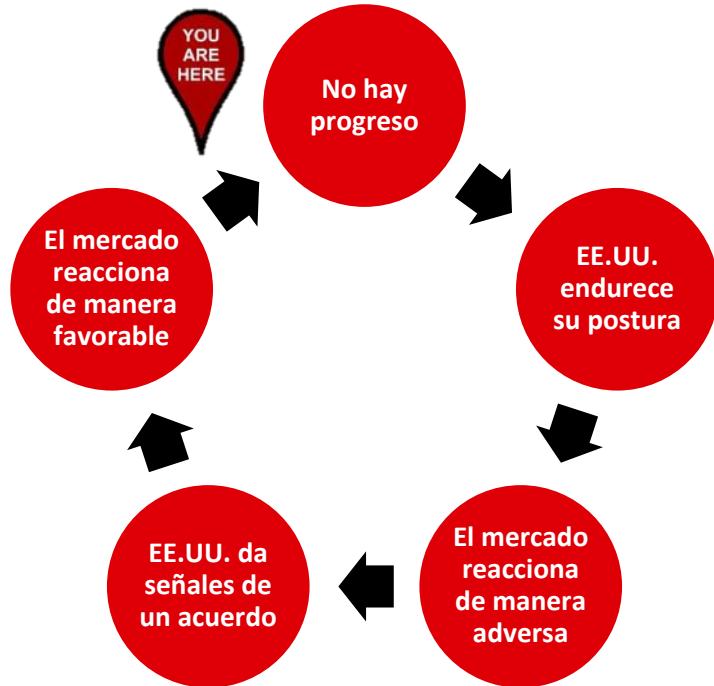 YOU
ARE
HERE
No hay
progreso
EE.UU.
endurece
su postura
El mercado
reacciona
de manera
adversa
EE.UU. da
señales de
un acuerdo
El mercado
reacciona
de manera
favorable